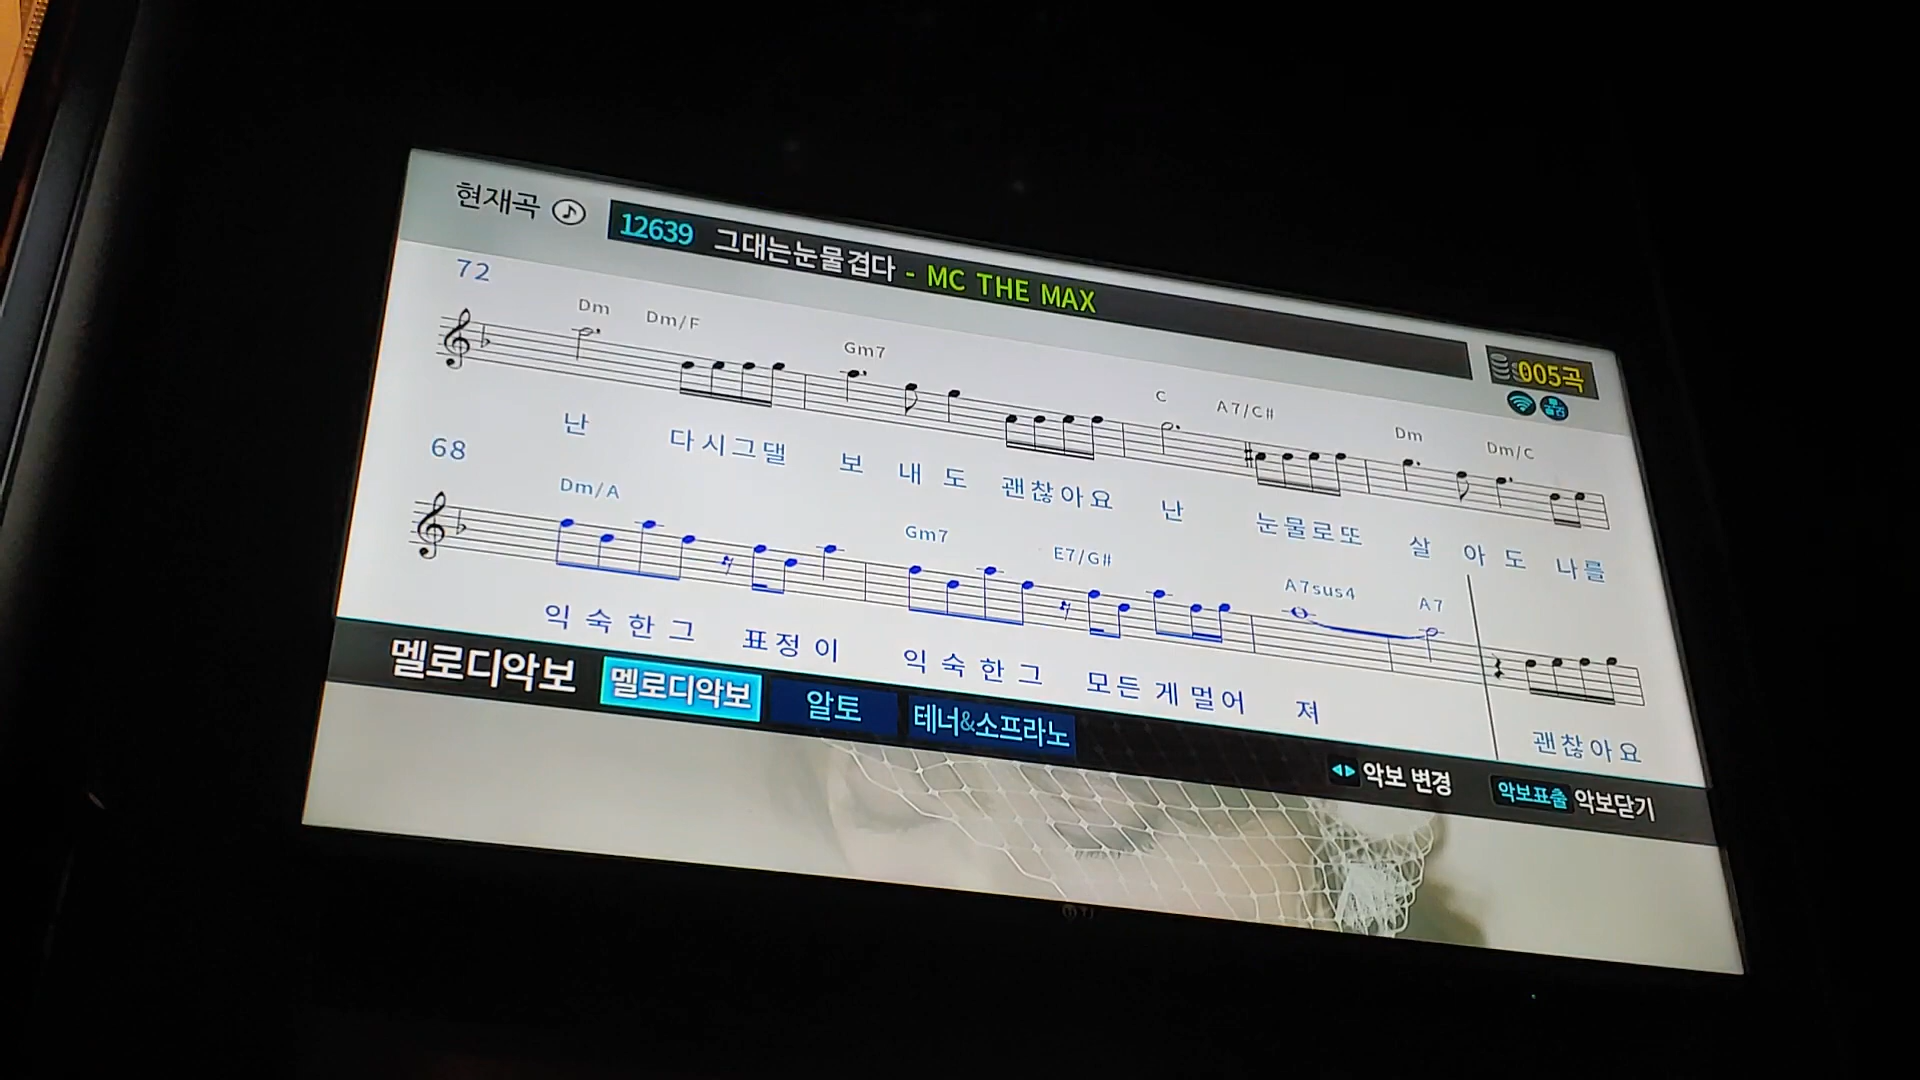 현재곡 12639 그대는눈물겹다 - MC THE MAX
005곡
72
Dm Dm/F Gm7 C A7/C# Dm Dm/C
난 다시그댈 보 내 도 괜찮아요 난 눈물로또 살 아 도 나를
68
Dm/A Gm7 E7/G# A7sus4 A7
익 숙 한 그 표정 이 익 숙 한 그 모든 게 멀어 져 괜찮아요
멜로디악보 멜로디악보 알토 테너&소프라노
악보 변경 악보표출 악보닫기